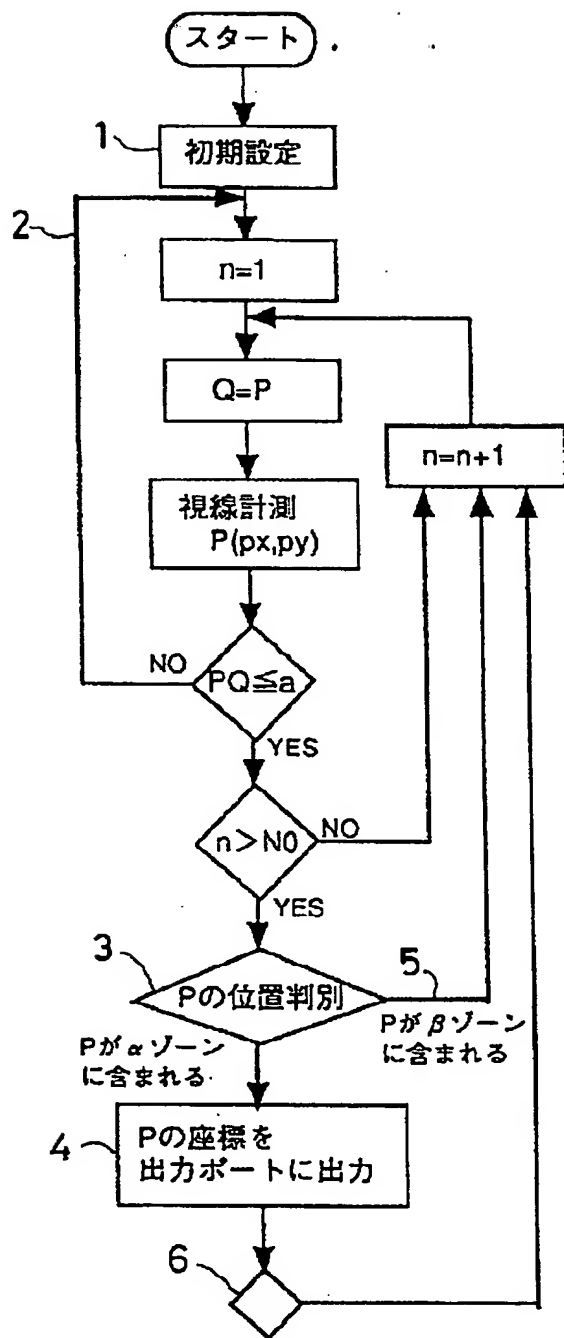 スタート
1
初期設定
2
n=1
Q=P
n=n+1
視線計測
P(px,py)
NO
PQ≦a
YES
n>N0
NO
YES
3
Pの位置判別
5
Pがαゾーン
に含まれる
Pがβゾーン
に含まれる
4
Pの座標を
出力ポートに出力
6